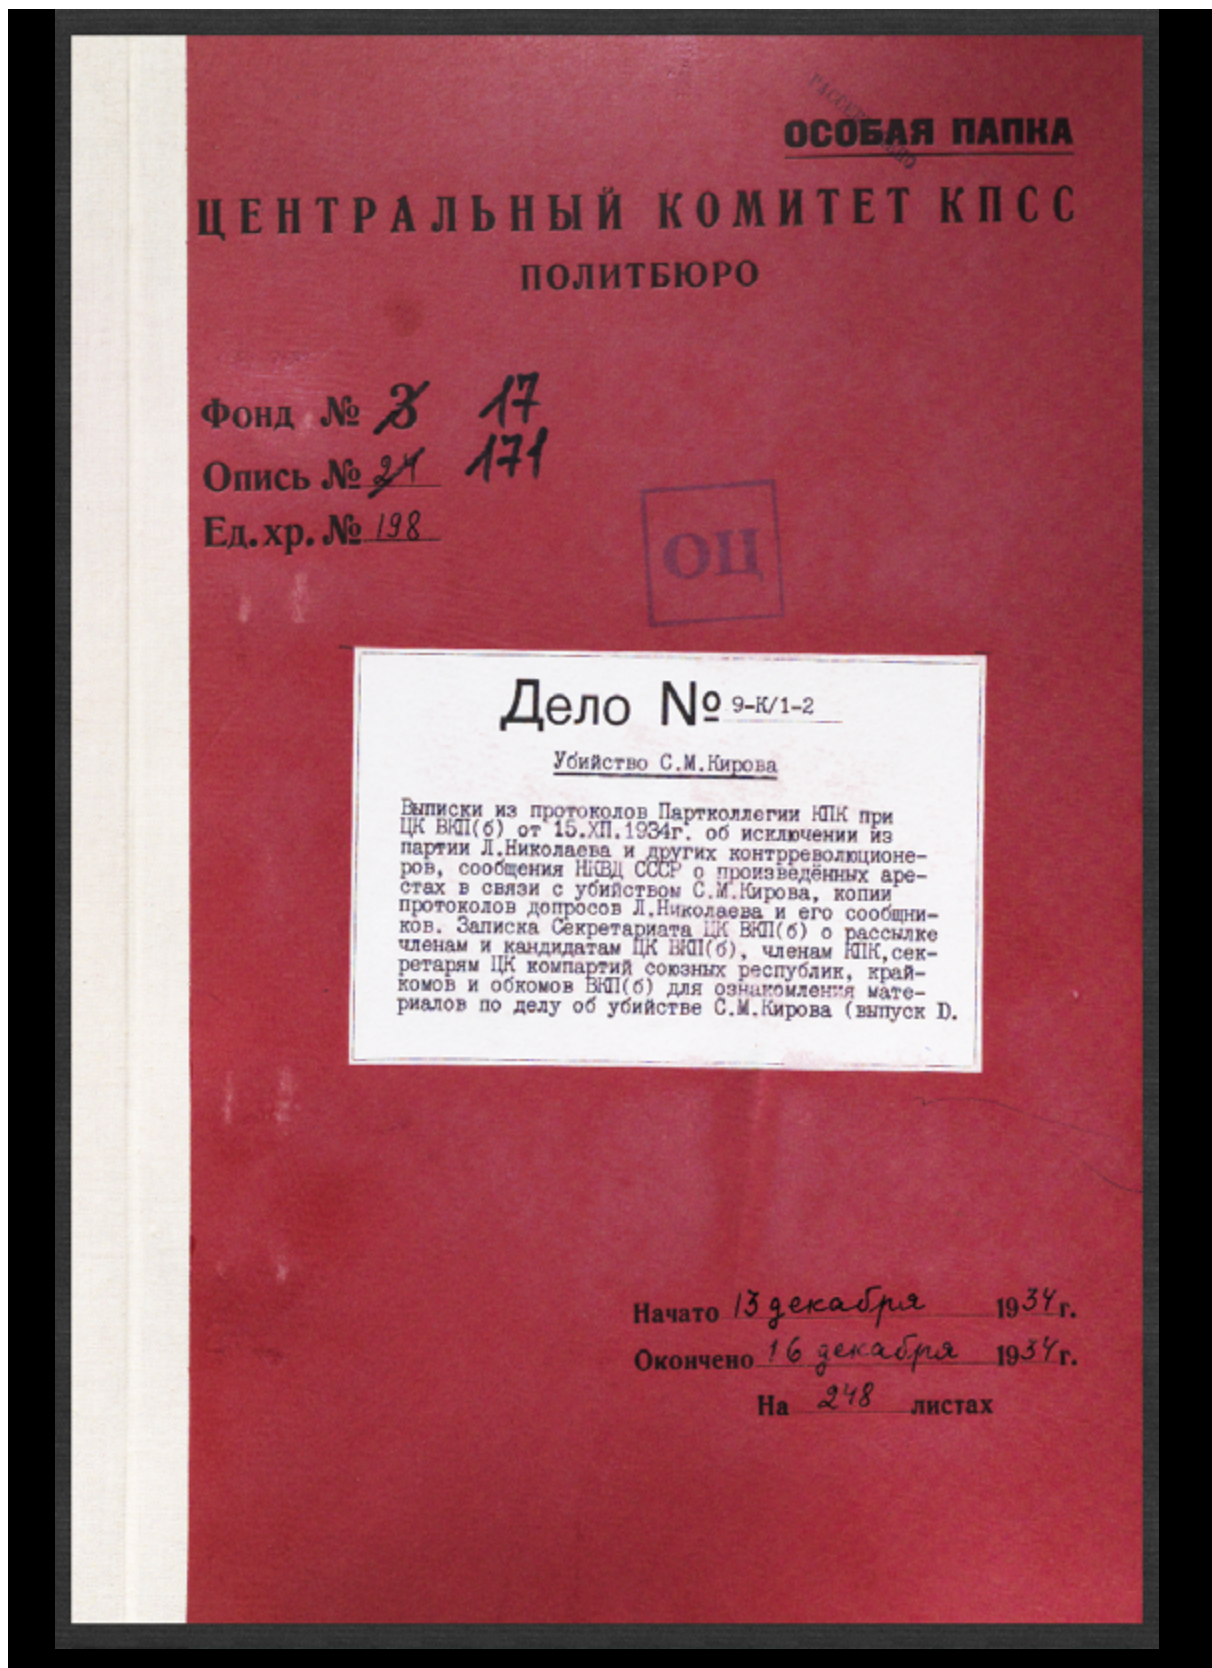 РАССЕКРЕЧЕНО
ОСОБАЯ ПАПКА
ЦЕНТРАЛЬНЫЙ КОМИТЕТ КПСС
ПОЛИТБЮРО
Фонд № 3 17
Опись № 24 171
Ед.хр. № 198
ОЦ
Дело № 9-К/1-2
Убийство С.М.Кирова
Выписки из протоколов Партколлегии КПК при
ЦК ВКП(б) от 15.XII.1934г. об исключении из
партии Л.Николаева и других контрреволюционе-
ров, сообщения НКВД СССР о произведённых аре-
стах в связи с убийством С.М.Кирова, копии
протоколов допросов Л.Николаева и его сообщни-
ков. Записка Секретариата ЦК ВКП(б) о рассылке
членам и кандидатам ЦК ВКП(б), членам КПК,сек-
ретарям ЦК компартий союзных республик, край-
комов и обкомов ВКП(б) для ознакомления мате-
риалов по делу об убийстве С.М.Кирова (выпуск I).
Начато 13 декабря 1934 г.
Окончено 16 декабря 1934 г.
На 248 листах